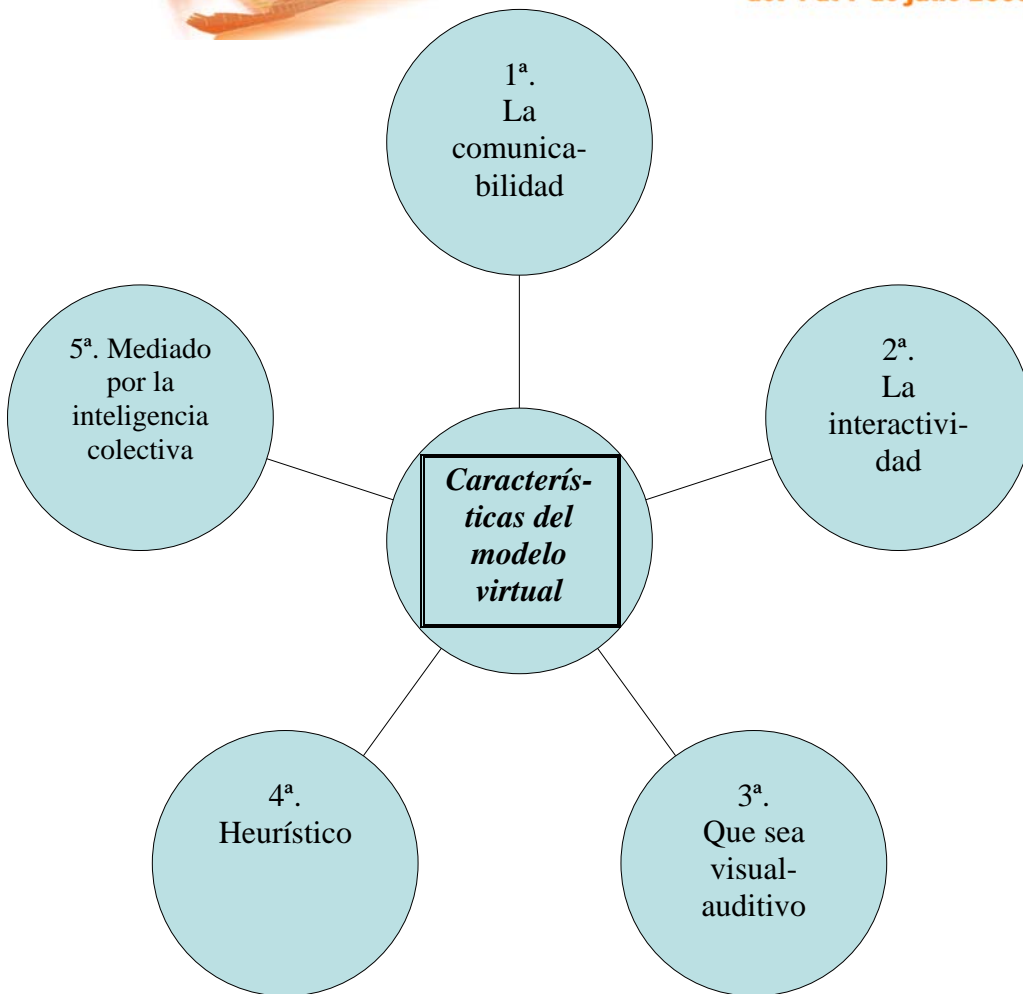 1ª.
La
comunica-
bilidad
5ª. Mediado
por la
inteligencia
colectiva
2ª.
La
interactivi-
dad
Caracterís-
ticas del
modelo
virtual
4ª.
Heurístico
3ª.
Que sea
visual-
auditivo